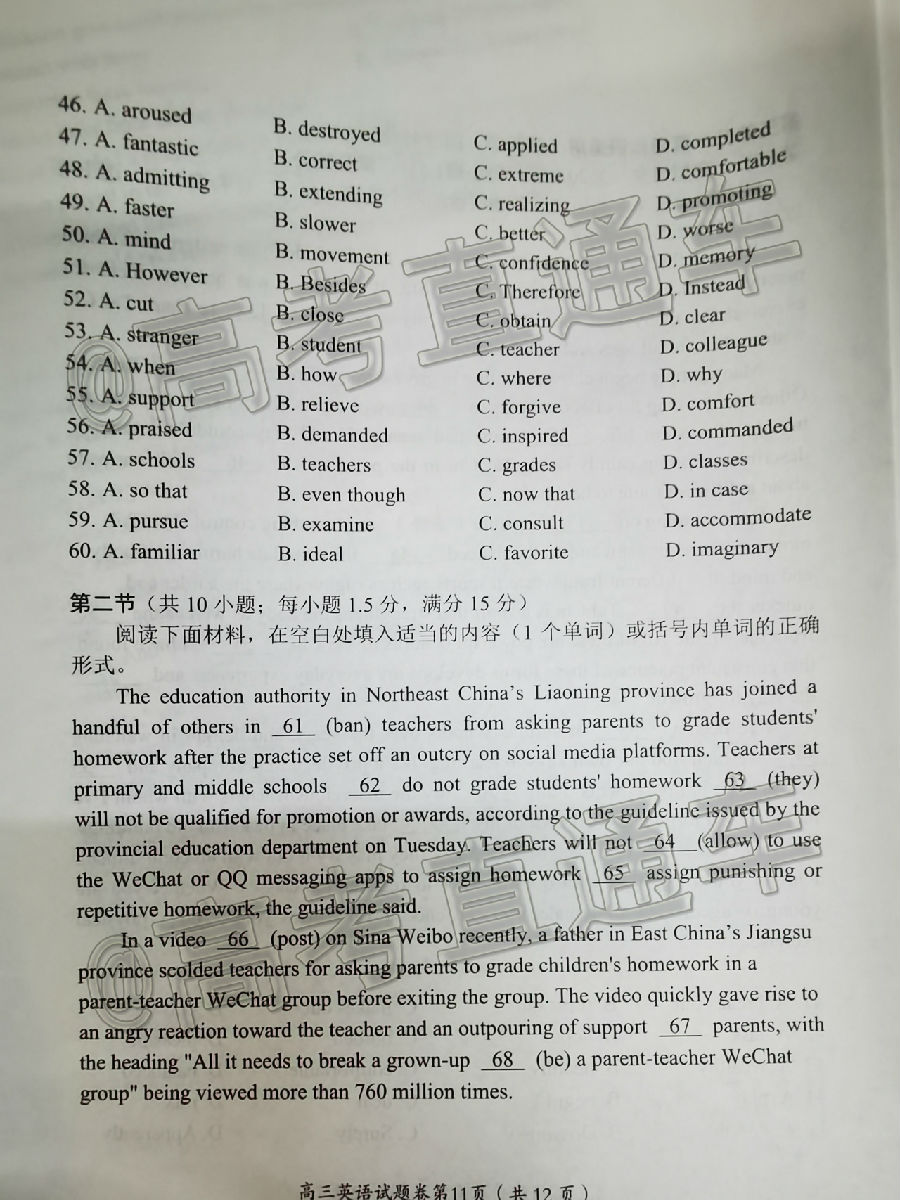 46. A. aroused B. destroyed C. applied D. completed
47. A. fantastic B. correct C. extreme D. comfortable
48. A. admitting B. extending C. realizing D. promoting
49. A. faster B. slower C. better D. worse
50. A. mind B. movement C. confidence D. memory
51. A. However B. Besides C. Therefore D. Instead
52. A. cut B. close C. obtain D. clear
53. A. stranger B. student C. teacher D. colleague
54. A. when B. how C. where D. why
55. A. support B. relieve C. forgive D. comfort
56. A. praised B. demanded C. inspired D. commanded
57. A. schools B. teachers C. grades D. classes
58. A. so that B. even though C. now that D. in case
59. A. pursue B. examine C. consult D. accommodate
60. A. familiar B. ideal C. favorite D. imaginary
第二节（共 10 小题；每小题 1.5 分，满分 15 分）
阅读下面材料，在空白处填入适当的内容（1 个单词）或括号内单词的正确
形式。
The education authority in Northeast China's Liaoning province has joined a
handful of others in 61 (ban) teachers from asking parents to grade students'
homework after the practice set off an outcry on social media platforms. Teachers at
primary and middle schools 62 do not grade students' homework 63 (they)
will not be qualified for promotion or awards, according to the guideline issued by the
provincial education department on Tuesday. Teachers will not 64 (allow) to use
the WeChat or QQ messaging apps to assign homework 65 assign punishing or
repetitive homework, the guideline said.
In a video 66 (post) on Sina Weibo recently, a father in East China's Jiangsu
province scolded teachers for asking parents to grade children's homework in a
parent-teacher WeChat group before exiting the group. The video quickly gave rise to
an angry reaction toward the teacher and an outpouring of support 67 parents, with
the heading "All it needs to break a grown-up 68 (be) a parent-teacher WeChat
group" being viewed more than 760 million times.
高三英语试题卷第11页（共 12 页）
@高考直通车
@高考直通车